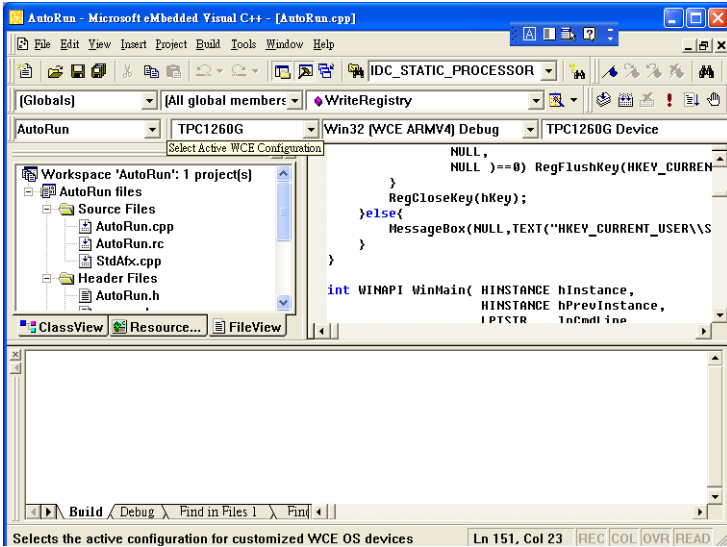 AutoRun - Microsoft eMbedded Visual C++ - [AutoRun.cpp]
File Edit View Insert Project Build Tools Window Help
IDC_STATIC_PROCESSOR
(Globals) (All global members WriteRegistry
AutoRun TPC1260G Win32 (WCE ARMV4) Debug TPC1260G Device
Select Active WCE Configuration
Workspace 'AutoRun': 1 project(s)
AutoRun files
Source Files
AutoRun.cpp
AutoRun.rc
StdAfx.cpp
Header Files
AutoRun.h
ClassView Resource... FileView
NULL,
NULL )==0) RegFlushKey(HKEY_CURREN
}
RegCloseKey(hKey);
}else{
MessageBox(NULL,TEXT("HKEY_CURRENT_USER\\S
}
}
int WINAPI WinMain( HINSTANCE hInstance,
HINSTANCE hPrevInstance,
LPTSTR lpCmdLine
Build Debug Find in Files 1 Find
Selects the active configuration for customized WCE OS devices Ln 151, Col 23 REC COL OVR READ